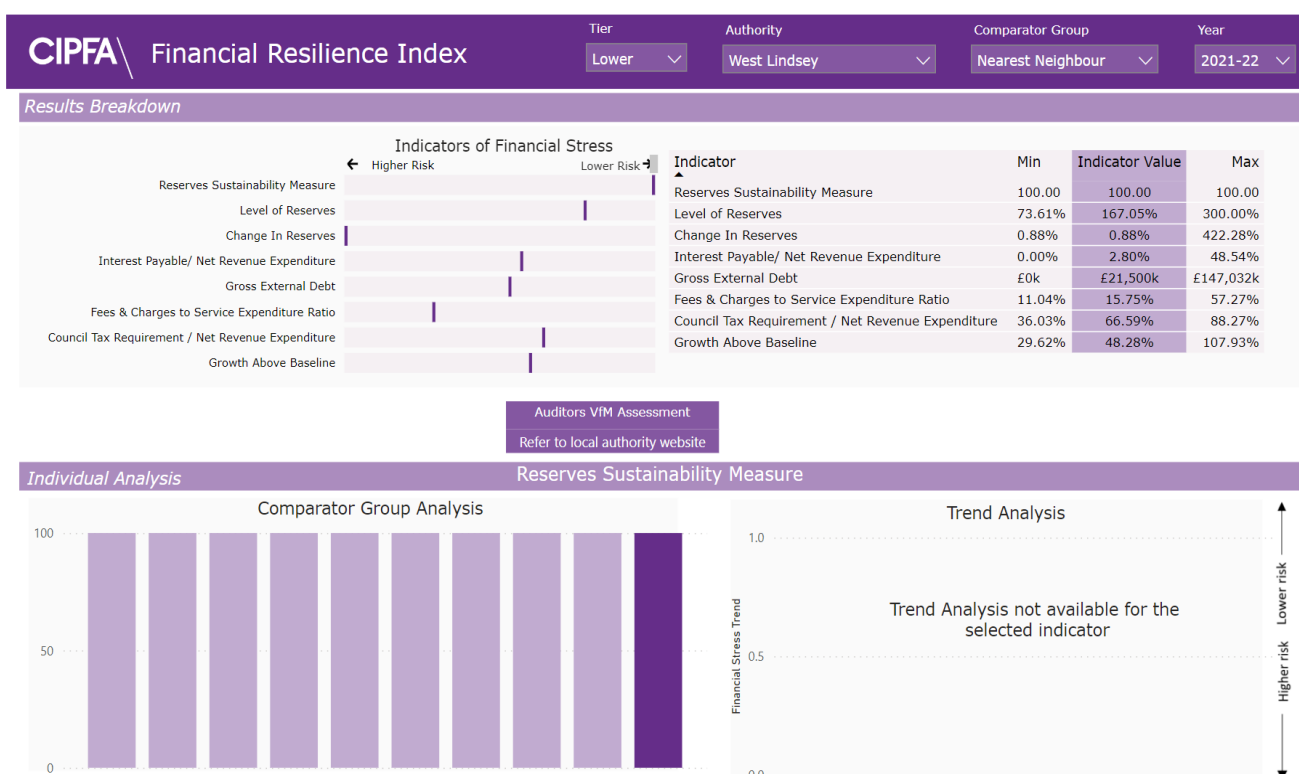 CIPFA\ Financial Resilience Index
Tier
Lower
Authority
West Lindsey
Comparator Group
Nearest Neighbour
Year
2021-22
Results Breakdown
Indicators of Financial Stress
← Higher Risk Lower Risk →
Reserves Sustainability Measure
Level of Reserves
Change In Reserves
Interest Payable/ Net Revenue Expenditure
Gross External Debt
Fees & Charges to Service Expenditure Ratio
Council Tax Requirement / Net Revenue Expenditure
Growth Above Baseline
Indicator Min Indicator Value Max
Reserves Sustainability Measure 100.00 100.00 100.00
Level of Reserves 73.61% 167.05% 300.00%
Change In Reserves 0.88% 0.88% 422.28%
Interest Payable/ Net Revenue Expenditure 0.00% 2.80% 48.54%
Gross External Debt £0k £21,500k £147,032k
Fees & Charges to Service Expenditure Ratio 11.04% 15.75% 57.27%
Council Tax Requirement / Net Revenue Expenditure 36.03% 66.59% 88.27%
Growth Above Baseline 29.62% 48.28% 107.93%
Auditors VfM Assessment
Refer to local authority website
Individual Analysis
Reserves Sustainability Measure
Comparator Group Analysis
100
50
0
Trend Analysis
1.0
0.5
0.0
Financial Stress Trend
Trend Analysis not available for the
selected indicator
Lower risk
Higher risk